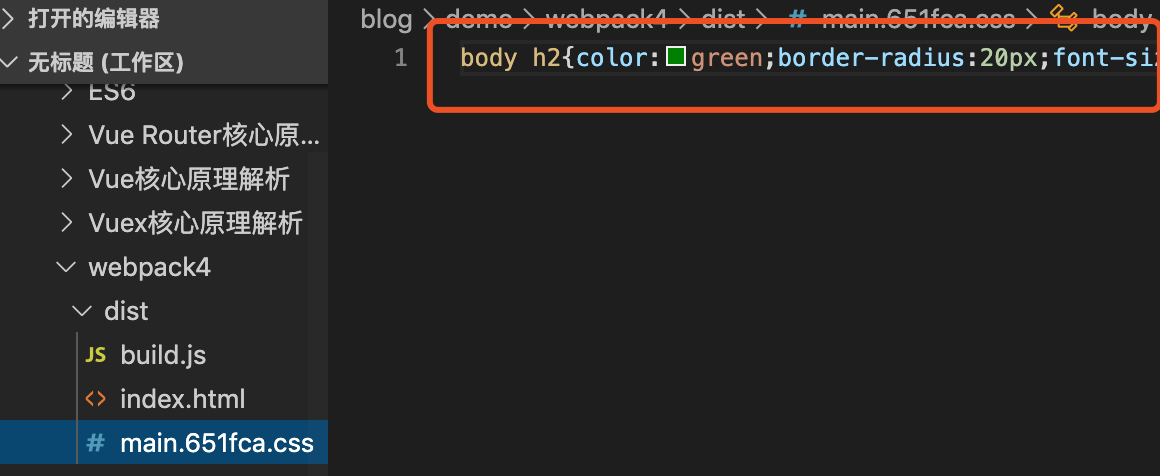 打开的编辑器
无标题 (工作区)
ES6
Vue Router核心原...
Vue核心原理解析
Vuex核心原理解析
webpack4
dist
JS build.js
<> index.html
# main.651fca.css
blog > demo > webpack4 > dist > # main.651fca.css > body
1 body h2{color:green;border-radius:20px;font-siz